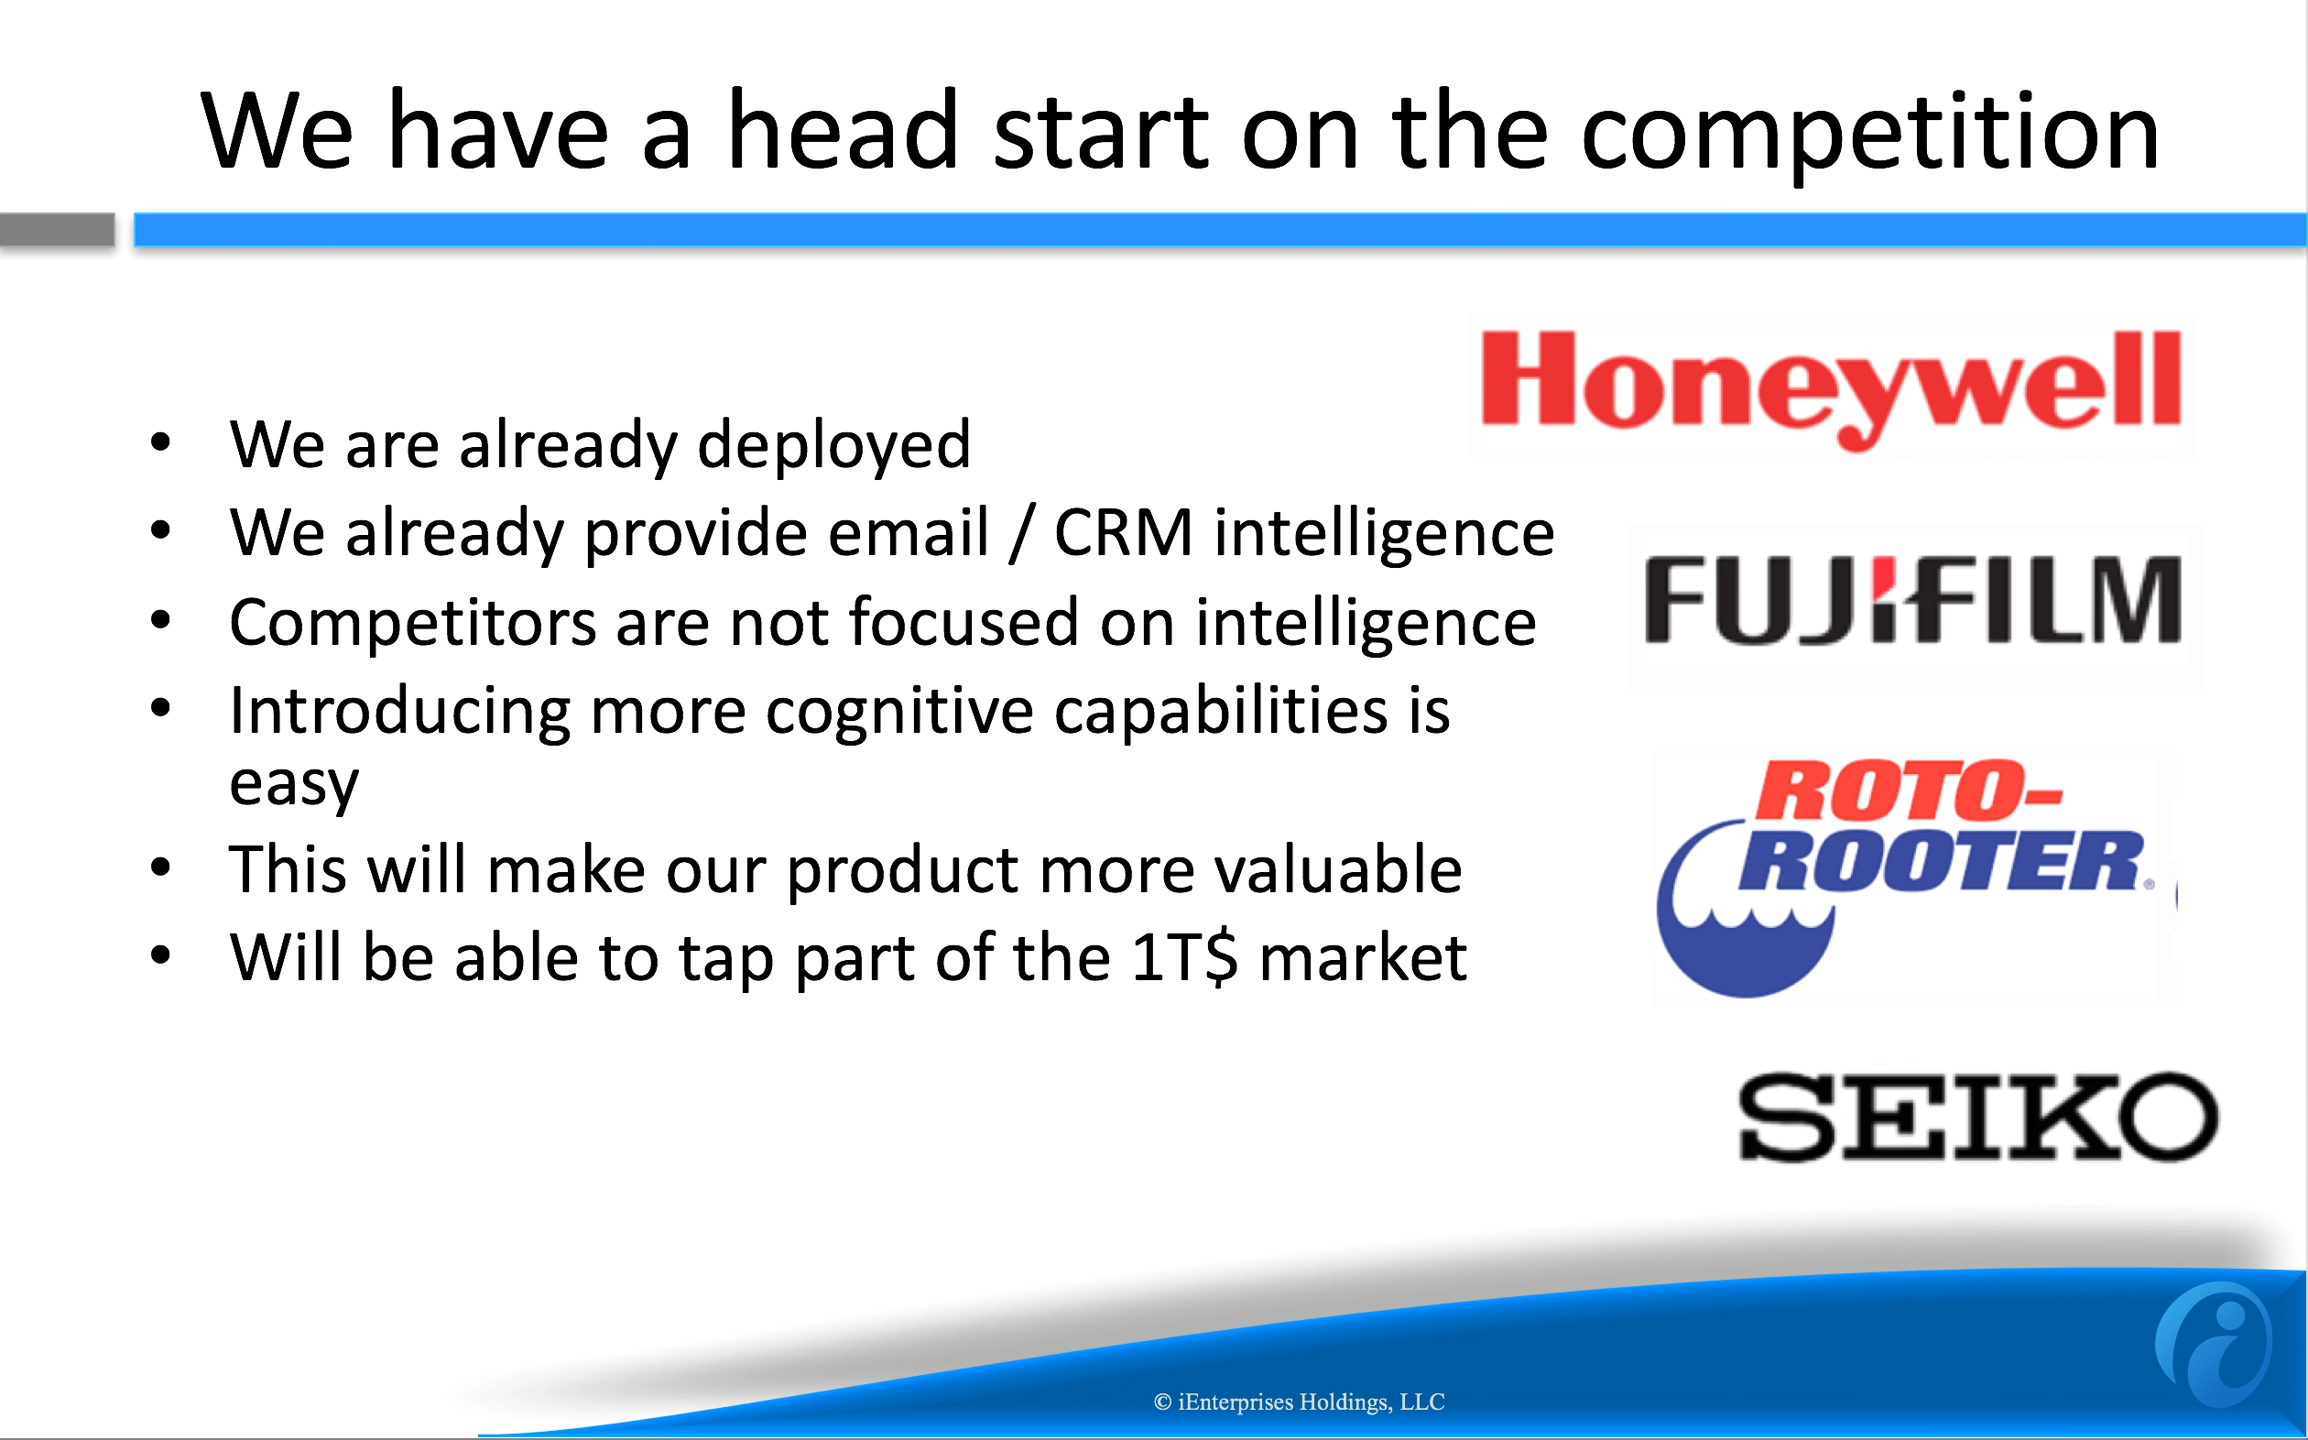 We have a head start on the competition
Honeywell
• We are already deployed
• We already provide email / CRM intelligence
• Competitors are not focused on intelligence
• Introducing more cognitive capabilities is
easy
• This will make our product more valuable
• Will be able to tap part of the 1T$ market
FUJIFILM
ROTO-
ROOTER®
SEIKO
© iEnterprises Holdings, LLC